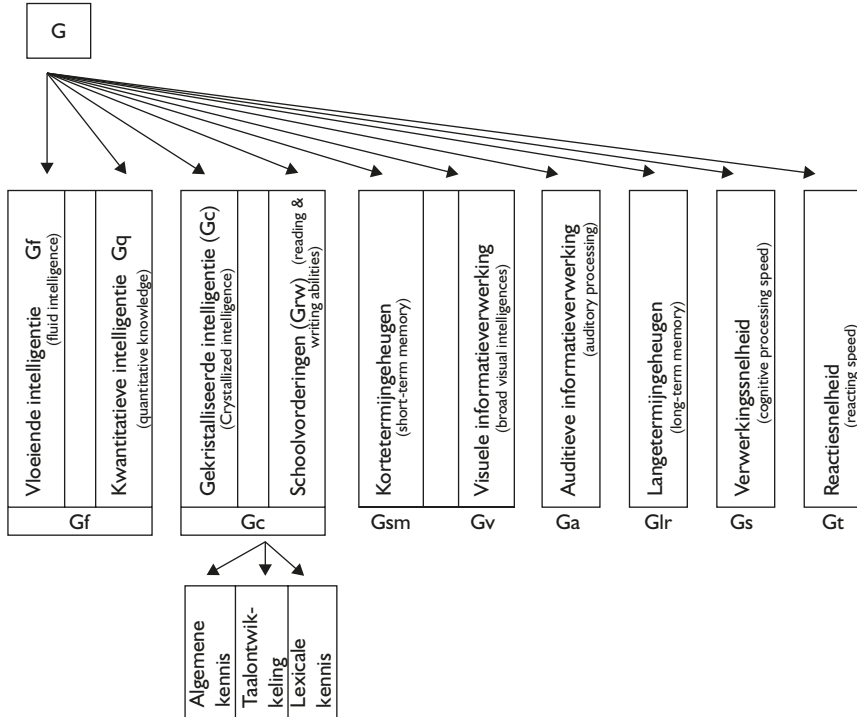 G
Vloeiende intelligentie Gf
(fluid intelligence)
Kwantitatieve intelligentie Gq
(quantitative knowledge)
Gekristalliseerde intelligentie (Gc)
(Crystallized intelligence)
Schoolvorderingen (Grw) (reading &
writing abilities)
Kortetermijngeheugen
(short-term memory)
Visuele informatieverwerking
(broad visual intelligences)
Auditieve informatieverwerking
(auditory processing)
Langetermijngeheugen
(long-term memory)
Verwerkingssnelheid
(cognitive processing speed)
Reactiesnelheid
(reacting speed)
Gf
Gc
Gsm
Gv
Ga
Glr
Gs
Gt
Algemene
kennis
Taalontwik-
keling
Lexicale
kennis